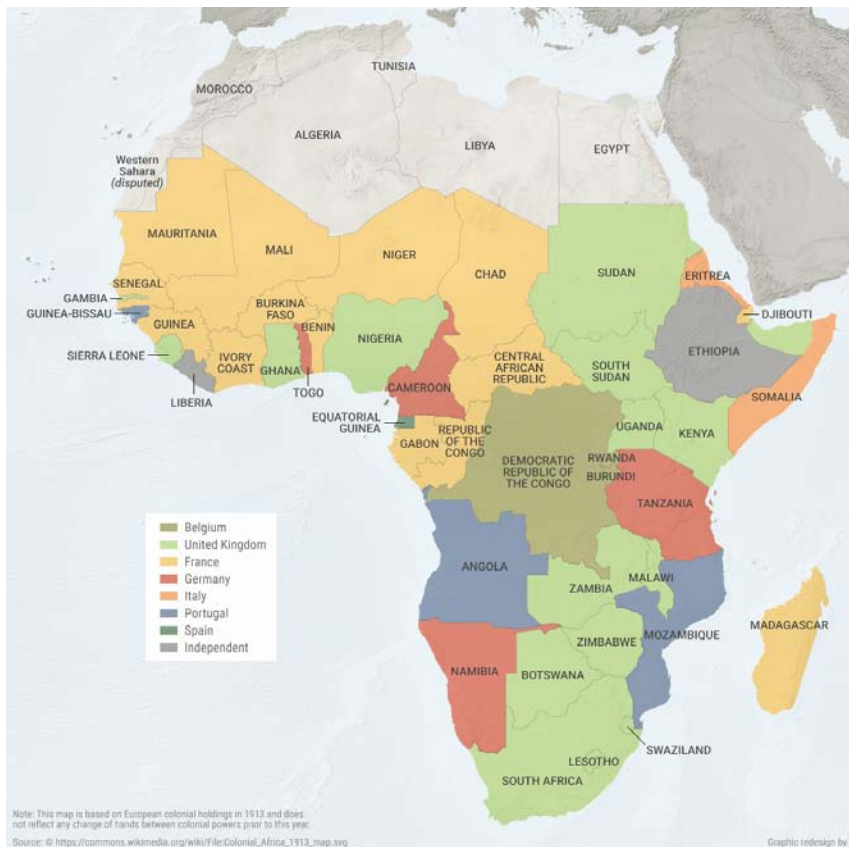 TUNISIA
MOROCCO
ALGERIA
LIBYA
EGYPT
Western
Sahara
(disputed)
MAURITANIA
MALI
NIGER
CHAD
SUDAN
ERITREA
SENEGAL
GAMBIA
GUINEA-BISSAU
GUINEA
BURKINA
FASO
BENIN
NIGERIA
DJIBOUTI
ETHIOPIA
SIERRA LEONE
IVORY
COAST
GHANA
CENTRAL
AFRICAN
REPUBLIC
SOUTH
SUDAN
LIBERIA
TOGO
CAMEROON
SOMALIA
EQUATORIAL
GUINEA
GABON
REPUBLIC
OF THE
CONGO
UGANDA
KENYA
DEMOCRATIC
REPUBLIC
OF THE CONGO
RWANDA
BURUNDI
TANZANIA
Belgium
United Kingdom
France
Germany
Italy
Portugal
Spain
Independent
ANGOLA
ZAMBIA
MALAWI
MOZAMBIQUE
MADAGASCAR
ZIMBABWE
NAMIBIA
BOTSWANA
SWAZILAND
LESOTHO
SOUTH AFRICA
Note: This map is based on European colonial holdings in 1913 and does
not reflect any change of hands between colonial powers prior to this year.
Source: © https://commons.wikimedia.org/wiki/File:Colonial_Africa_1913_map.svg
Graphic redesign by